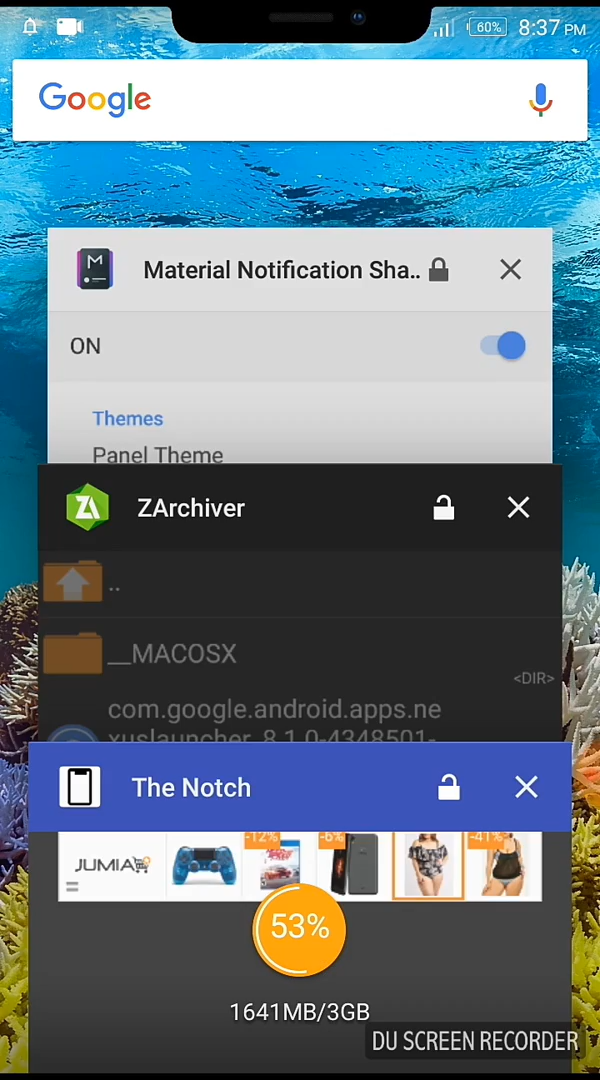 60%
8:37 PM
Google
M
Material Notification Sha..
ON
Themes
Panel Theme
ZA
ZArchiver
..
__MACOSX
<DIR>
com.google.android.apps.ne
xuslauncher_8.1.0-4348501-
The Notch
-12%
-6%
-41%
JUMIA
53%
1641MB/3GB
DU SCREEN RECORDER